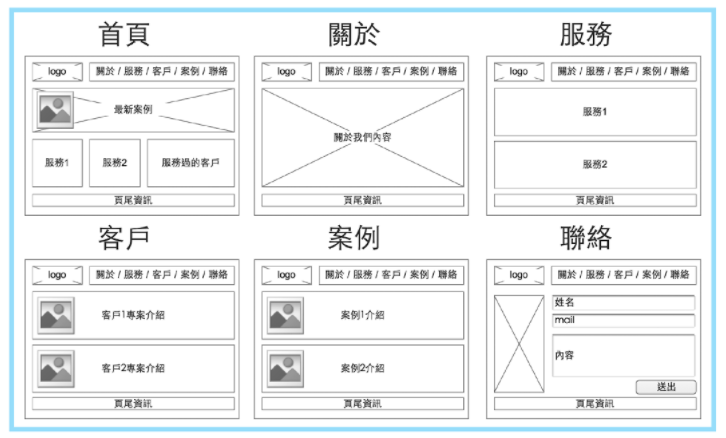 首頁
logo
關於 / 服務 / 客戶 / 案例 / 聯絡
最新案例
服務1
服務2
服務過的客戶
頁尾資訊
關於
logo
關於 / 服務 / 客戶 / 案例 / 聯絡
關於我們內容
頁尾資訊
服務
logo
關於 / 服務 / 客戶 / 案例 / 聯絡
服務1
服務2
頁尾資訊
客戶
logo
關於 / 服務 / 客戶 / 案例 / 聯絡
客戶1專案介紹
客戶2專案介紹
頁尾資訊
案例
logo
關於 / 服務 / 客戶 / 案例 / 聯絡
案例1介紹
案例2介紹
頁尾資訊
聯絡
logo
關於 / 服務 / 客戶 / 案例 / 聯絡
姓名
mail
內容
送出
頁尾資訊